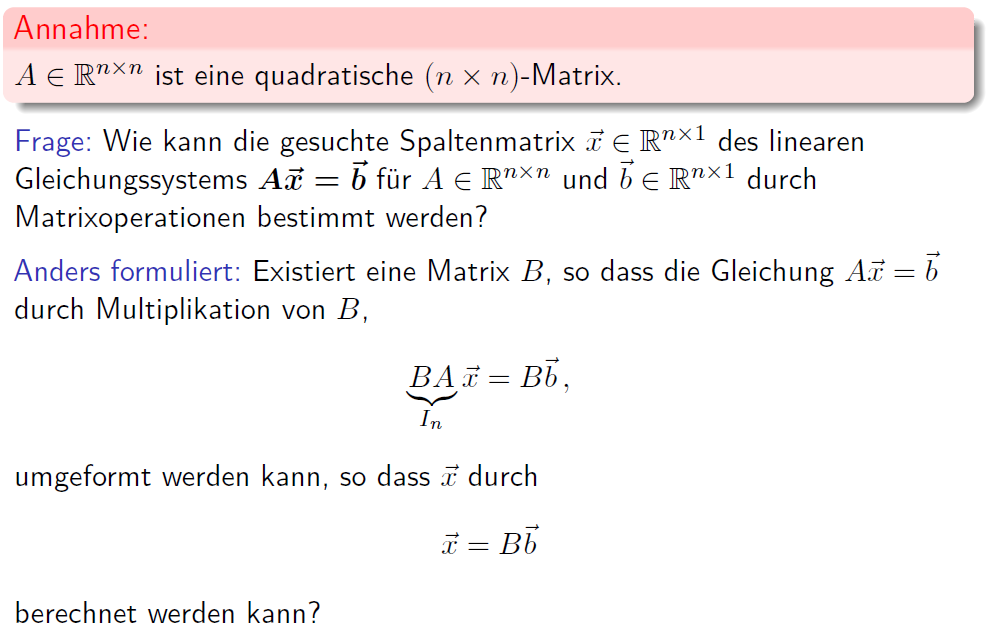 Annahme:
$A \in \mathbb{R}^{n \times n}$ ist eine quadratische $(n \times n)$-Matrix.
Frage: Wie kann die gesuchte Spaltenmatrix $\vec{x} \in \mathbb{R}^{n \times 1}$ des linearen
Gleichungssystems $\boldsymbol{A\vec{x} = \vec{b}}$ für $A \in \mathbb{R}^{n \times n}$ und $\vec{b} \in \mathbb{R}^{n \times 1}$ durch
Matrixoperationen bestimmt werden?
Anders formuliert: Existiert eine Matrix $B$, so dass die Gleichung $A\vec{x} = \vec{b}$
durch Multiplikation von $B$,
$\underbrace{BA}_{I_n} \vec{x} = B\vec{b},$
umgeformt werden kann, so dass $\vec{x}$ durch
$\vec{x} = B\vec{b}$
berechnet werden kann?